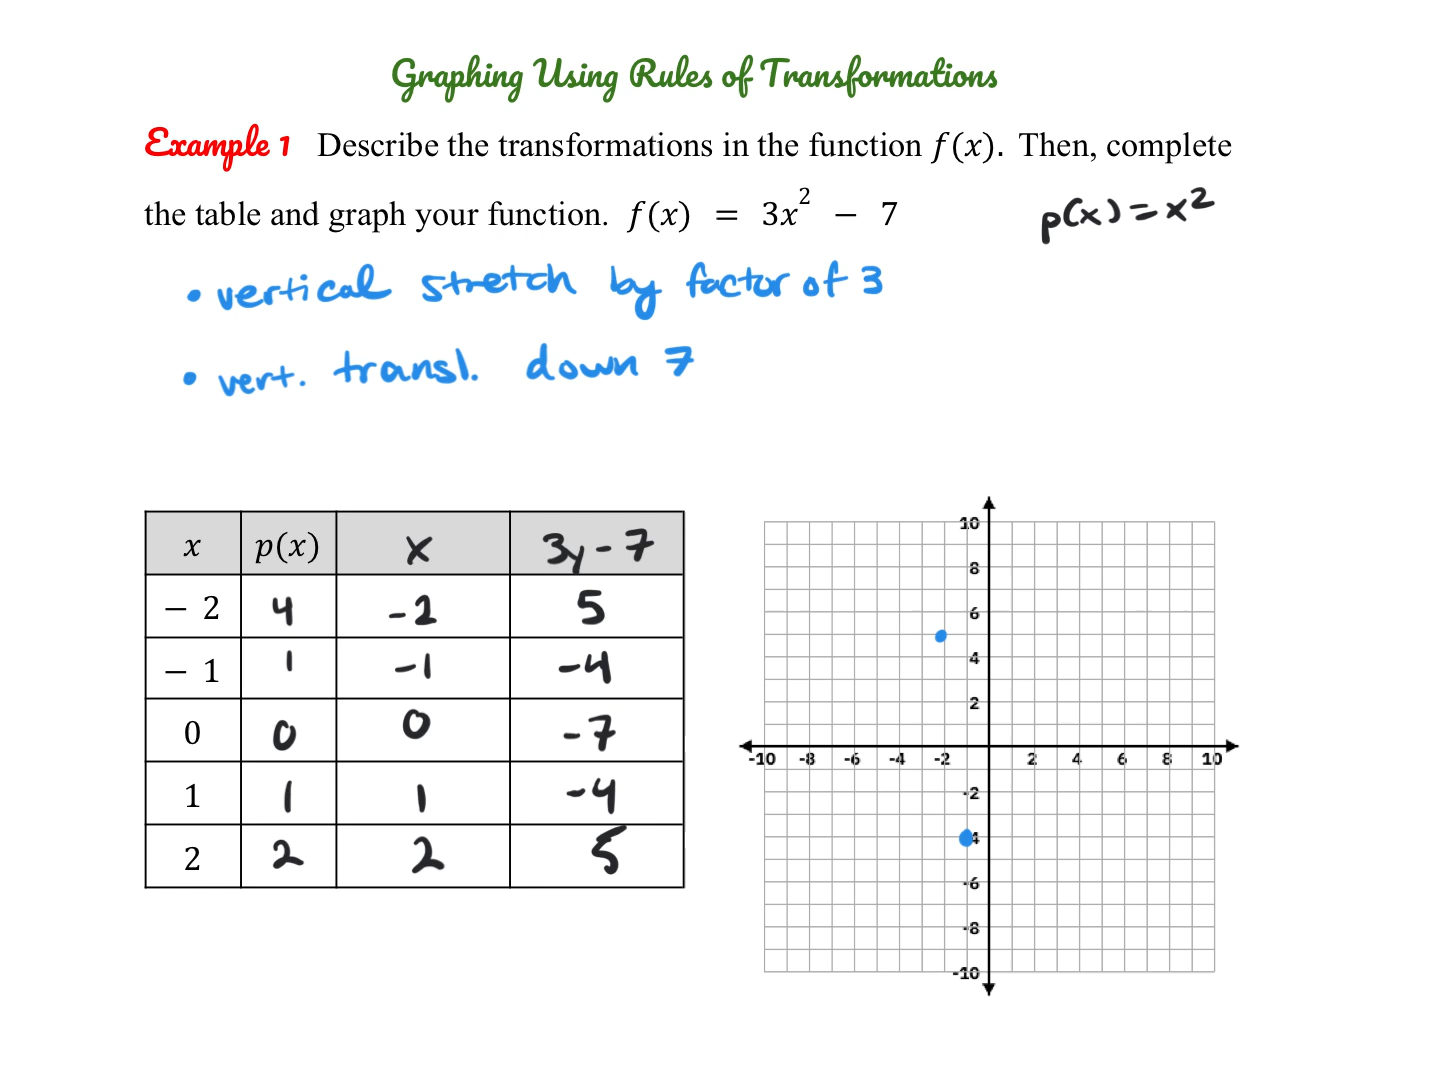 Graphing Using Rules of Transformations
Example 1 Describe the transformations in the function f(x). Then, complete
the table and graph your function. f(x) = 3x² − 7
p(x) = x²
• vertical stretch by factor of 3
• vert. transl. down 7
x p(x) x 3y - 7
− 2 4 -2 5
− 1 1 -1 -4
0 0 0 -7
1 1 1 -4
2 2 2 5
10
8
6
4
2
-10 -8 -6 -4 -2 2 4 6 8 10
-2
4
-6
-8
-10